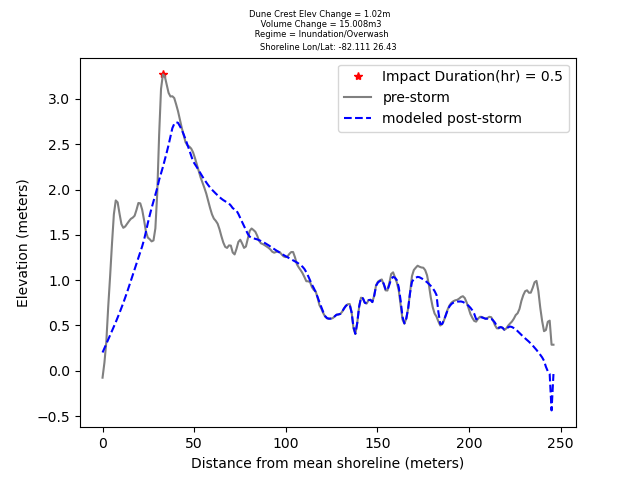 Dune Crest Elev Change = 1.02m
Volume Change = 15.008m3
Regime = Inundation/Overwash
Shoreline Lon/Lat: -82.111 26.43
Impact Duration(hr) = 0.5
pre-storm
modeled post-storm
Elevation (meters)
3.0
2.5
2.0
1.5
1.0
0.5
0.0
−0.5
0 50 100 150 200 250
Distance from mean shoreline (meters)